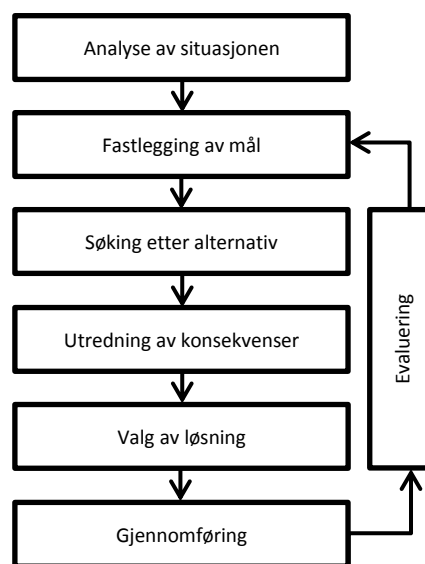 Analyse av situasjonen
Fastlegging av mål
Søking etter alternativ
Utredning av konsekvenser
Valg av løsning
Gjennomføring
Evaluering